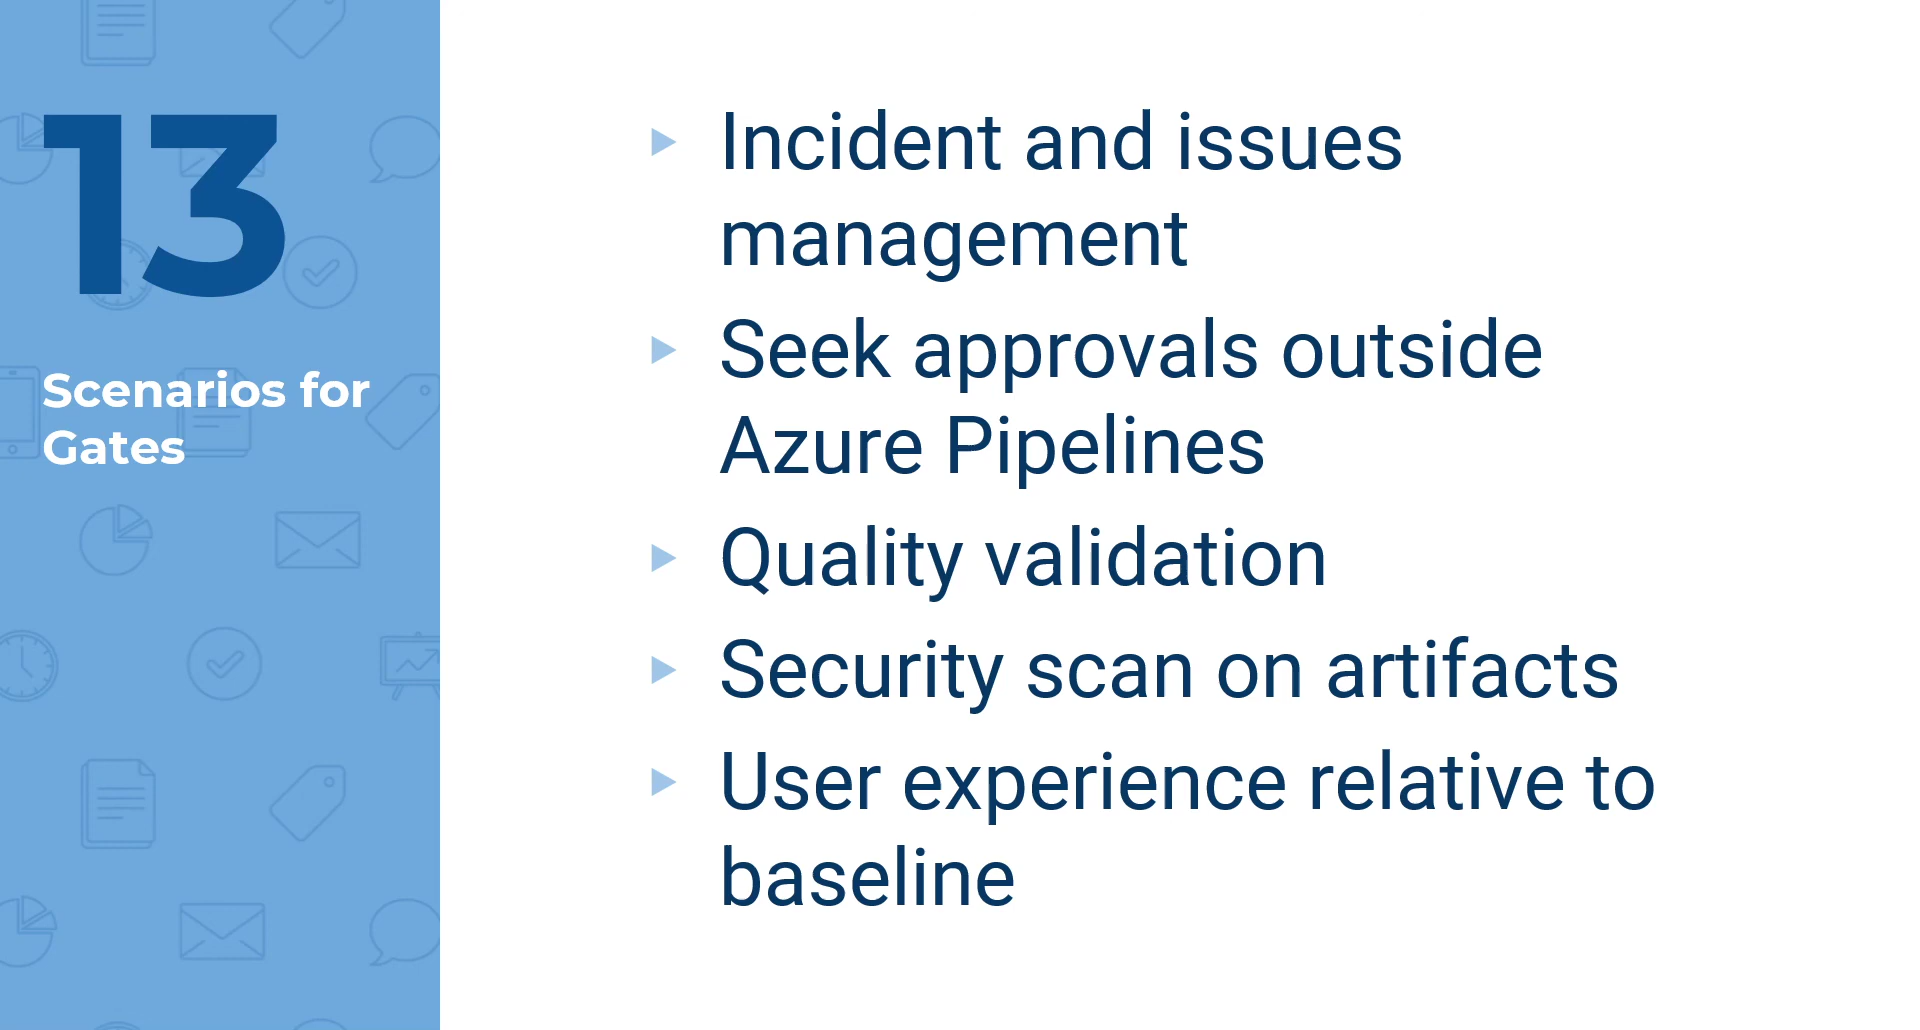 13
Scenarios for
Gates
Incident and issues
management
Seek approvals outside
Azure Pipelines
Quality validation
Security scan on artifacts
User experience relative to
baseline